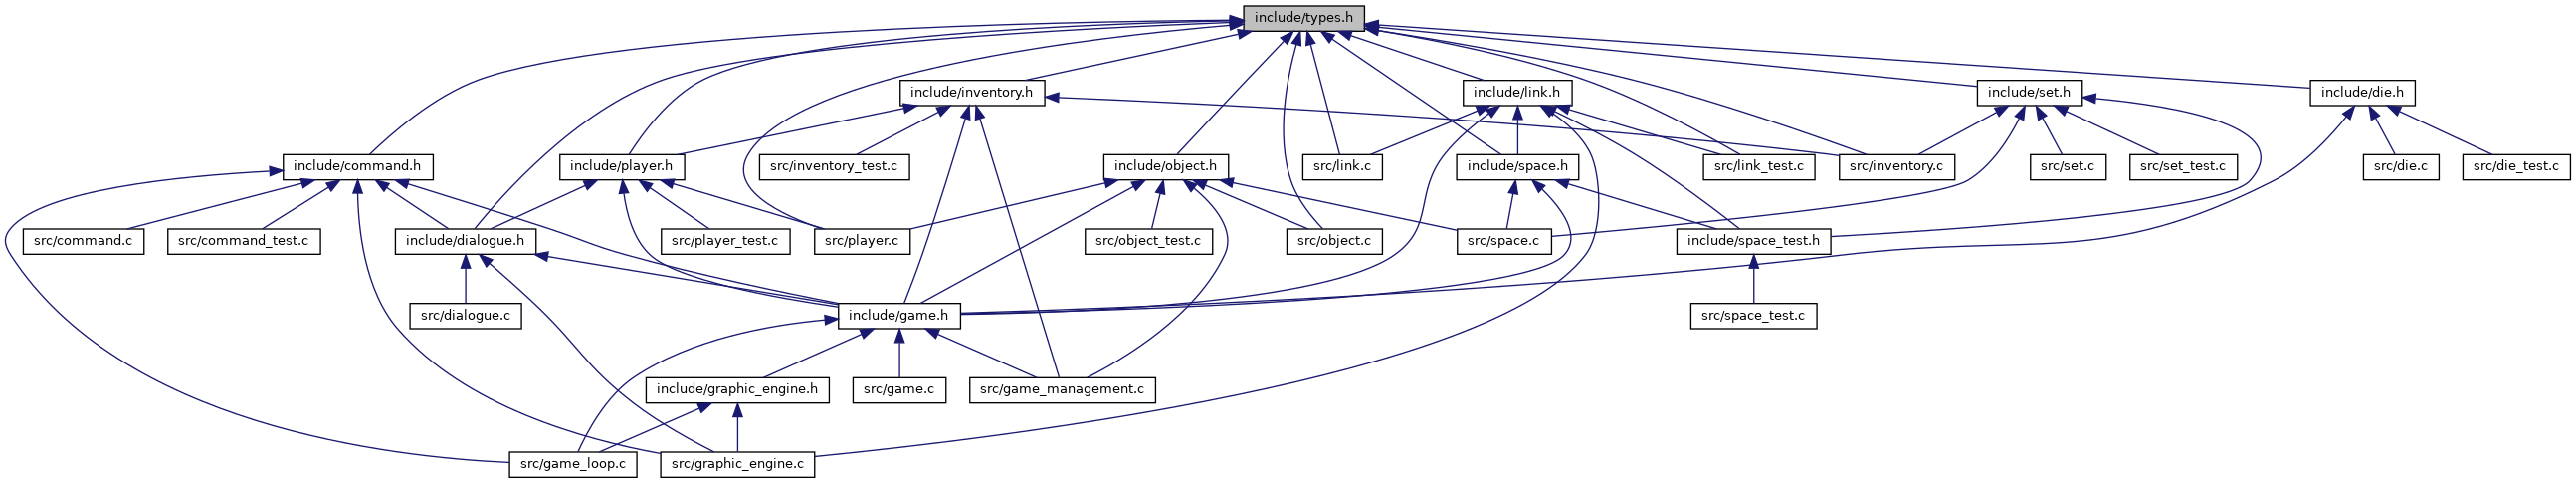 include/types.h
include/inventory.h
include/link.h
include/set.h
include/die.h
include/command.h
include/player.h
src/inventory_test.c
include/object.h
src/link.c
include/space.h
src/link_test.c
src/inventory.c
src/set.c
src/set_test.c
src/die.c
src/die_test.c
src/command.c
src/command_test.c
include/dialogue.h
src/player_test.c
src/player.c
src/object_test.c
src/object.c
src/space.c
include/space_test.h
src/dialogue.c
include/game.h
src/space_test.c
include/graphic_engine.h
src/game.c
src/game_management.c
src/game_loop.c
src/graphic_engine.c